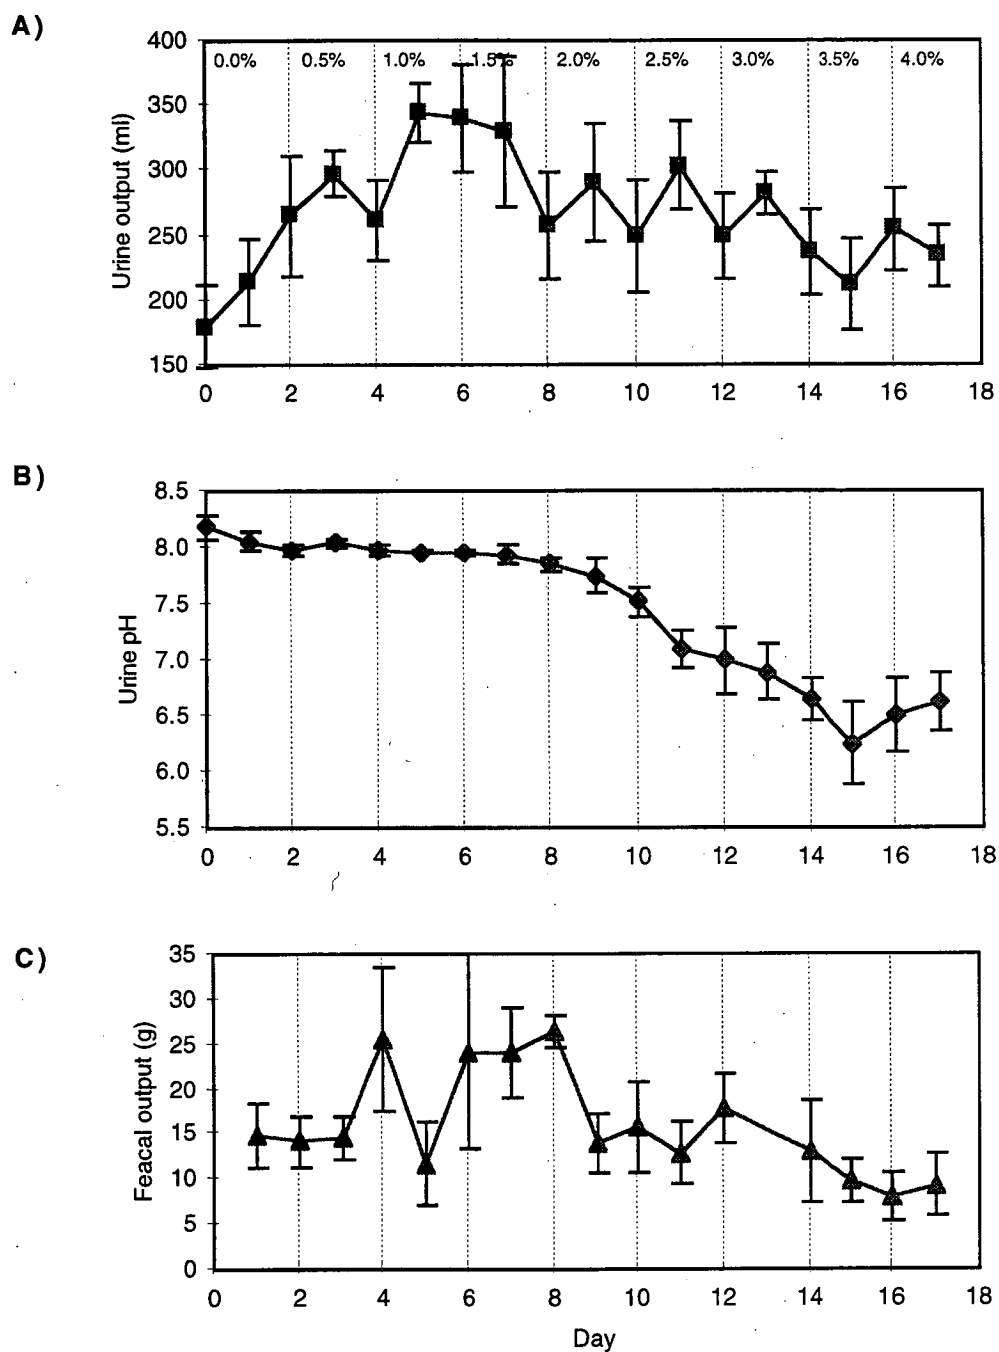 A)
400
0.0% 0.5% 1.0% 1.5% 2.0% 2.5% 3.0% 3.5% 4.0%
350
300
250
200
150
Urine output (ml)
0 2 4 6 8 10 12 14 16 18
B)
8.5
8.0
7.5
7.0
6.5
6.0
5.5
Urine pH
0 2 4 6 8 10 12 14 16 18
C)
35
30
25
20
15
10
5
0
Feacal output (g)
0 2 4 6 8 10 12 14 16 18
Day